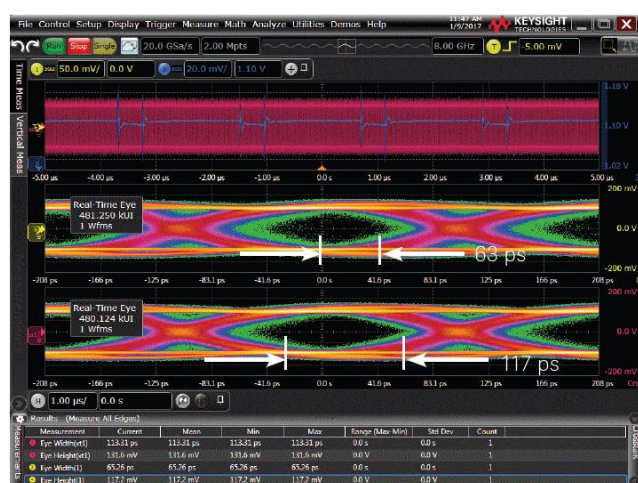 File Control Setup Display Trigger Measure Math Analyze Utilities Demos Help
11:47 AM
1/9/2017
KEYSIGHT
TECHNOLOGIES
Run Stop Single 20.0 GSa/s 2.00 Mpts 8.00 GHz T -5.00 mV
Time Meas
Vertical Meas
1 50.0 mV/ 0.0 V 20.0 mV/ 1.10 V
1.18 V
1.10 V
1.02 V
-5.00 µs -4.00 µs -3.00 µs -2.00 µs -1.00 µs 0.0 s 1.00 µs 2.00 µs 3.00 µs 4.00 µs 5.00 µs
200 mV
Real-Time Eye
481.250 kUI
1 Wfms
0.0 V
63 ps
-200 mV
-208 ps -166 ps -125 ps -83.1 ps -41.6 ps 0.0 s 41.6 ps 83.1 ps 125 ps 166 ps 208 ps
200 mV
Real-Time Eye
480.124 kUI
1 Wfms
0.0 V
117 ps
-200 mV
-208 ps -166 ps -125 ps -83.1 ps -41.6 ps 0.0 s 41.6 ps 83.1 ps 125 ps 166 ps 208 ps
H 1.00 µs/ 0.0 s
Results (Measure All Edges)
Measurement Current Mean Min Max Range (Max-Min) Std Dev Count
Eye Width(xt1) 113.31 ps 113.31 ps 113.31 ps 113.31 ps 0.0 s 0.0 s 1
Eye Height(xt1) 131.6 mV 131.6 mV 131.6 mV 131.6 mV 0.0 V 0.0 V 1
Eye Width(1) 65.26 ps 65.26 ps 65.26 ps 65.26 ps 0.0 s 0.0 s 1
Eye Height(1) 117.2 mV 117.2 mV 117.2 mV 117.2 mV 0.0 V 0.0 V 1
Measurements
Crosstalk